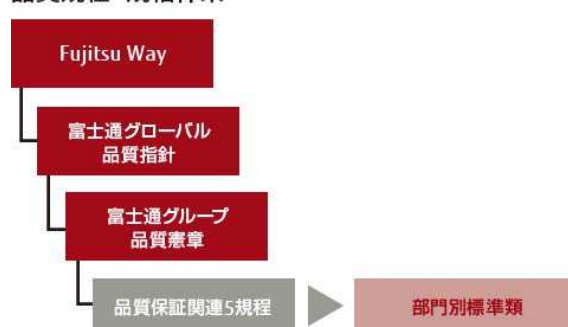 Fujitsu Way
富士通グローバル
品質指針
富士通グループ
品質憲章
品質保証関連5規程
部門別標準類